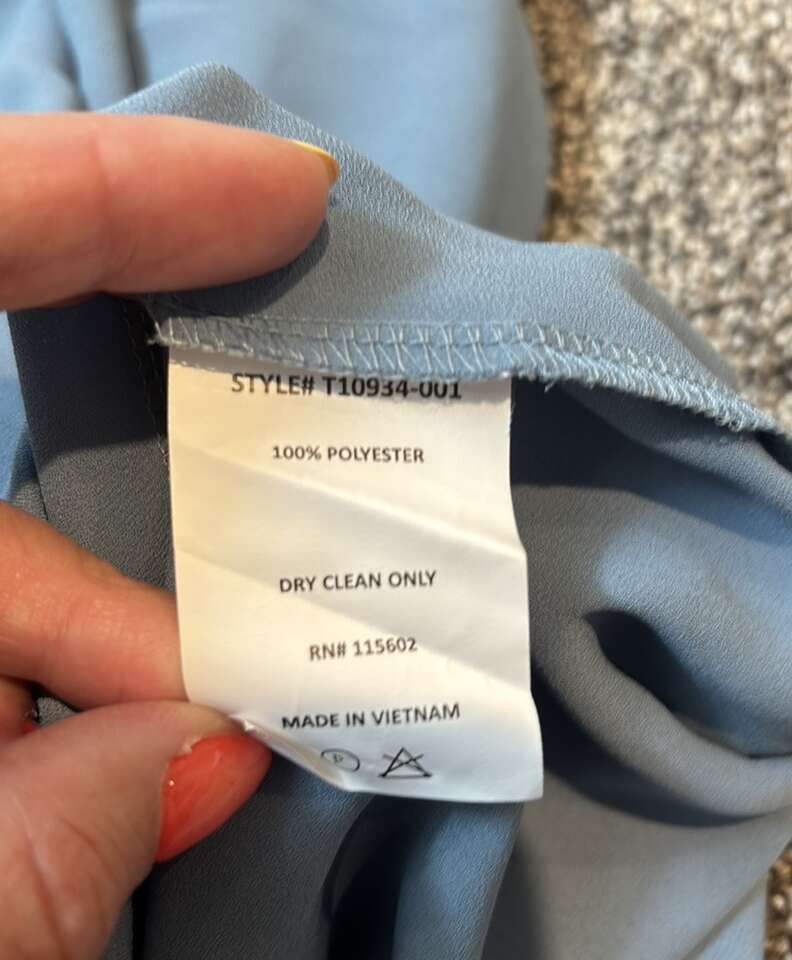 STYLE# T10934-001
100% POLYESTER
DRY CLEAN ONLY
RN# 115602
MADE IN VIETNAM
P